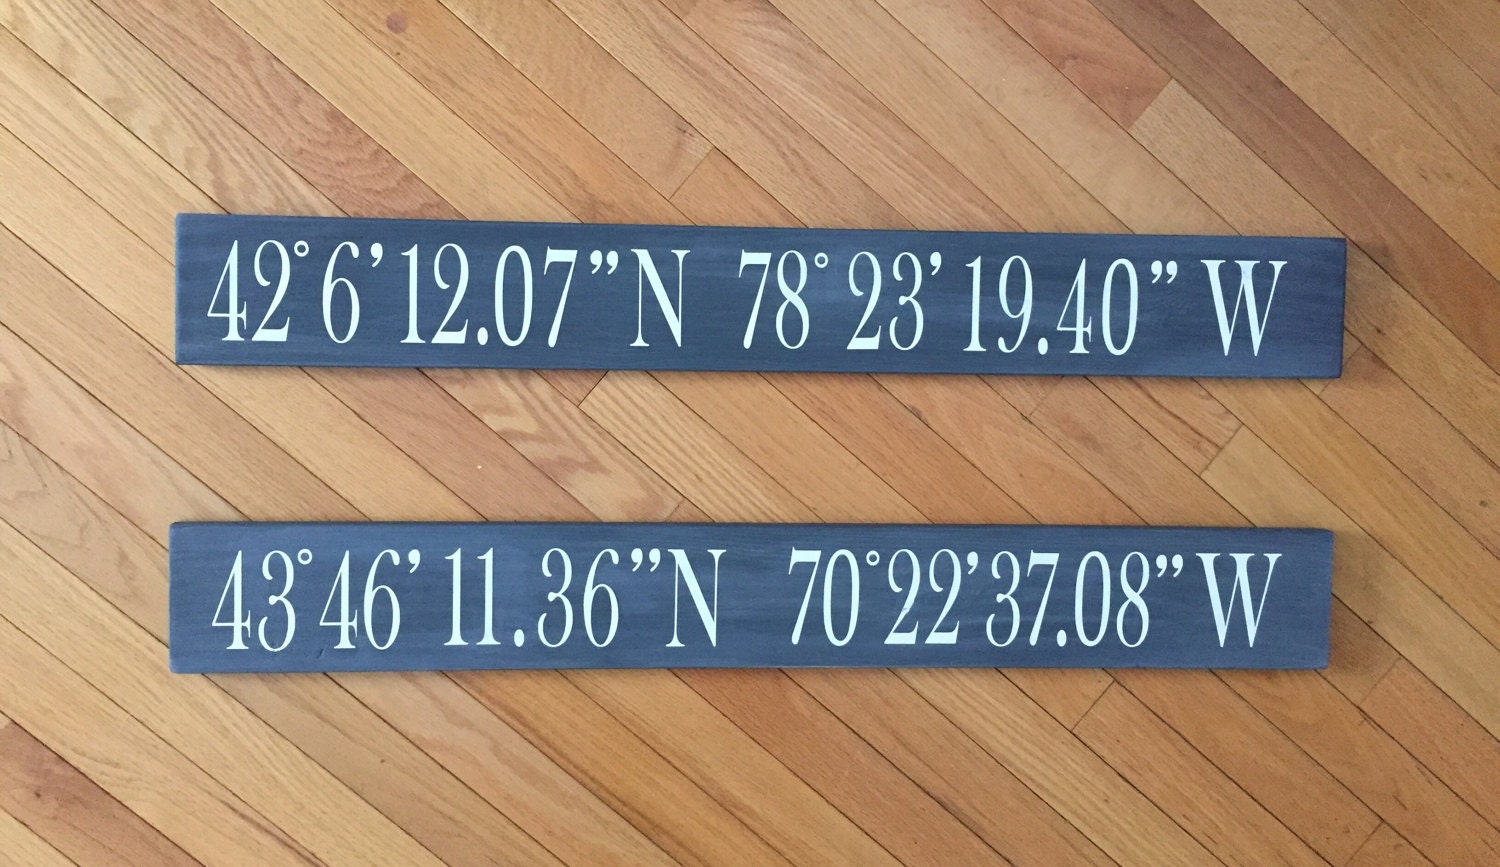 42°6’12.07”N 78°23’19.40”W
43°46’11.36”N 70°22’37.08”W